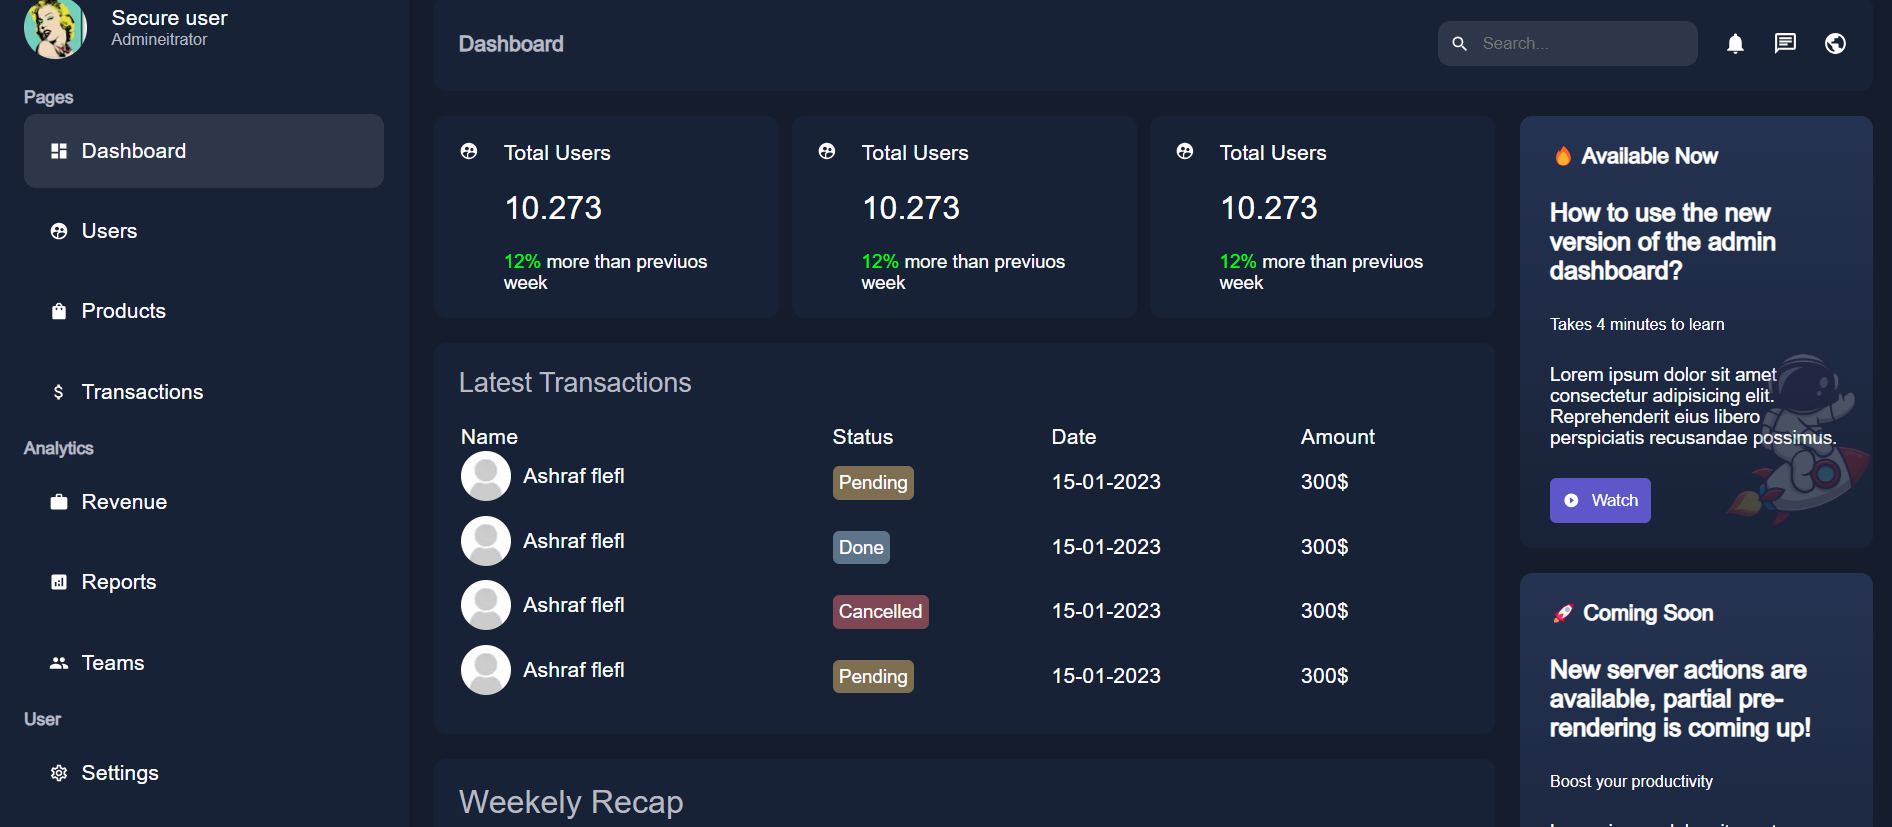 Secure user
Admineitrator
Pages
Dashboard
Users
Products
Transactions
Analytics
Revenue
Reports
Teams
User
Settings
Dashboard
Search...
Total Users
10.273
12% more than previuos
week
Total Users
10.273
12% more than previuos
week
Total Users
10.273
12% more than previuos
week
Latest Transactions
Name Status Date Amount
Ashraf flefl Pending 15-01-2023 300$
Ashraf flefl Done 15-01-2023 300$
Ashraf flefl Cancelled 15-01-2023 300$
Ashraf flefl Pending 15-01-2023 300$
Weekely Recap
Available Now
How to use the new
version of the admin
dashboard?
Takes 4 minutes to learn
Lorem ipsum dolor sit amet
consectetur adipisicing elit.
Reprehenderit eius libero
perspiciatis recusandae possimus.
Watch
Coming Soon
New server actions are
available, partial pre-
rendering is coming up!
Boost your productivity